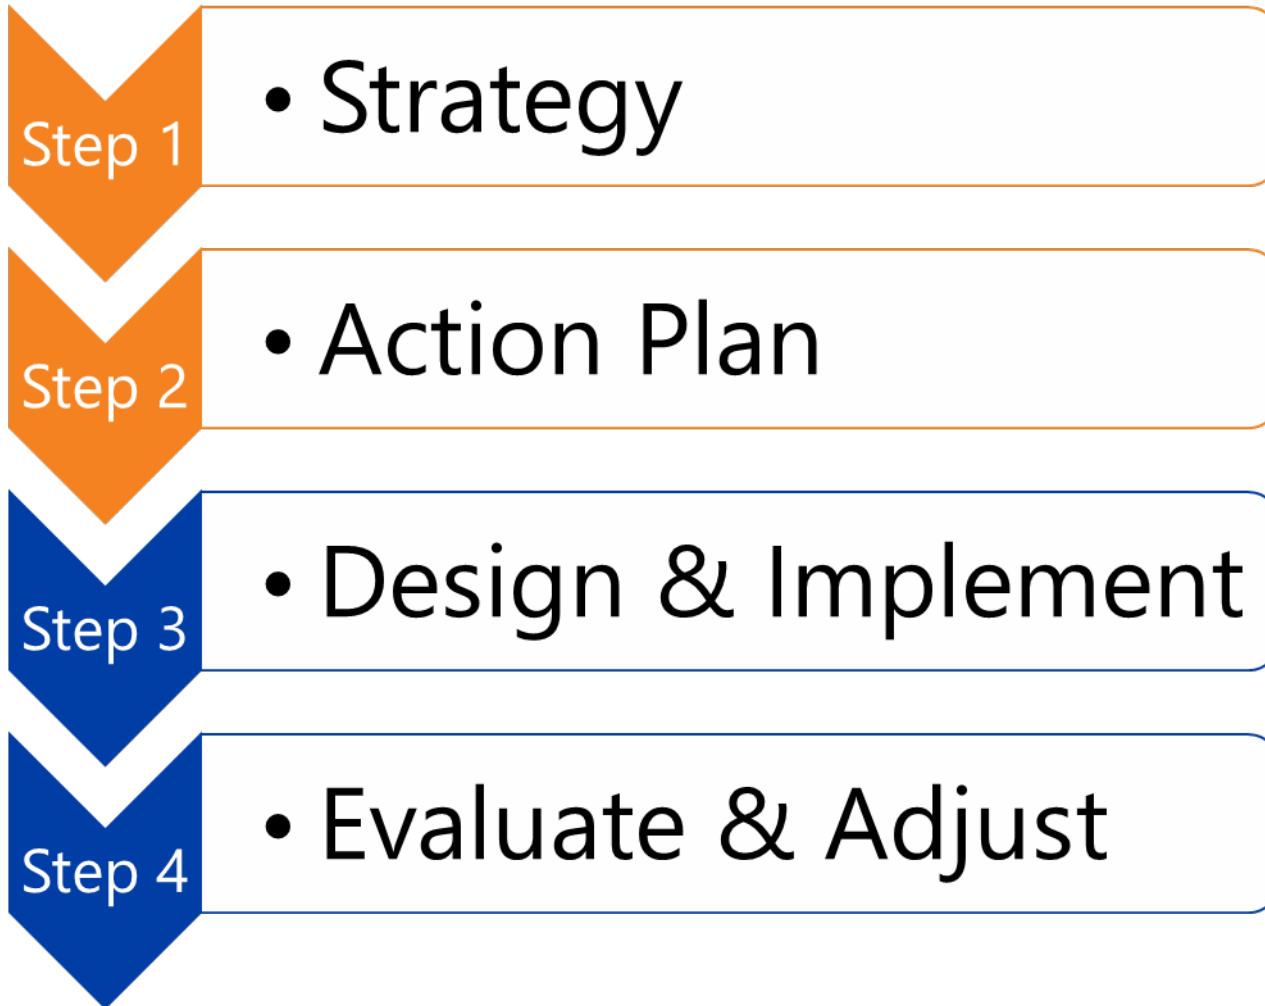 Step 1
• Strategy
Step 2
• Action Plan
Step 3
• Design & Implement
Step 4
• Evaluate & Adjust